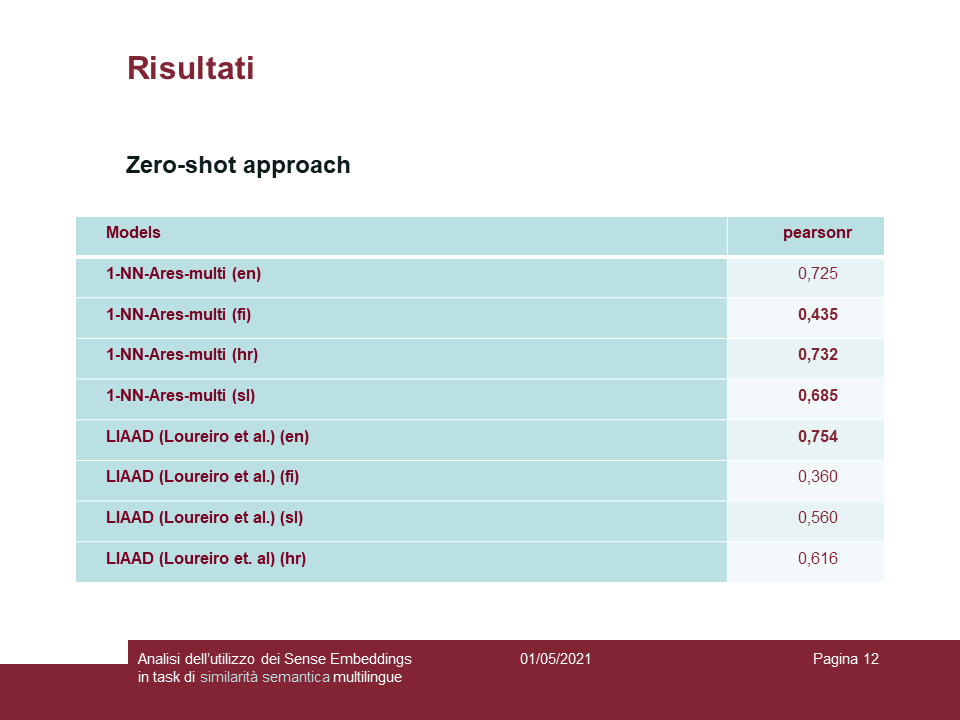 Risultati
Zero-shot approach
Models pearsonr
1-NN-Ares-multi (en) 0,725
1-NN-Ares-multi (fi) 0,435
1-NN-Ares-multi (hr) 0,732
1-NN-Ares-multi (sl) 0,685
LIAAD (Loureiro et al.) (en) 0,754
LIAAD (Loureiro et al.) (fi) 0,360
LIAAD (Loureiro et al.) (sl) 0,560
LIAAD (Loureiro et. al) (hr) 0,616
Analisi dell'utilizzo dei Sense Embeddings 01/05/2021 Pagina 12
in task di similarità semantica multilingue